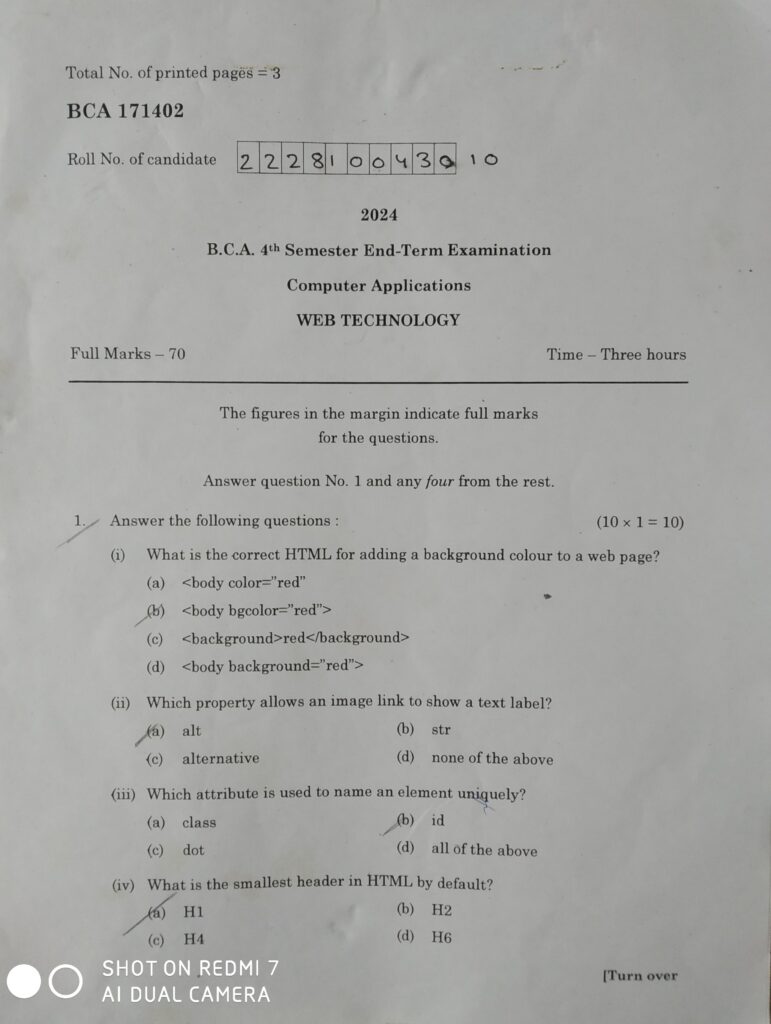 Total No. of printed pages = 3
BCA 171402
Roll No. of candidate 2 2 2 8 1 0 0 4 3 0 10
2024
B.C.A. 4th Semester End-Term Examination
Computer Applications
WEB TECHNOLOGY
Full Marks – 70 Time – Three hours
The figures in the margin indicate full marks
for the questions.
Answer question No. 1 and any four from the rest.
1. Answer the following questions : (10 × 1 = 10)
(i) What is the correct HTML for adding a background colour to a web page?
(a) <body color="red"
(b) <body bgcolor="red">
(c) <background>red</background>
(d) <body background="red">
(ii) Which property allows an image link to show a text label?
(a) alt (b) str
(c) alternative (d) none of the above
(iii) Which attribute is used to name an element uniquely?
(a) class (b) id
(c) dot (d) all of the above
(iv) What is the smallest header in HTML by default?
(a) H1 (b) H2
(c) H4 (d) H6
[Turn over
SHOT ON REDMI 7
AI DUAL CAMERA